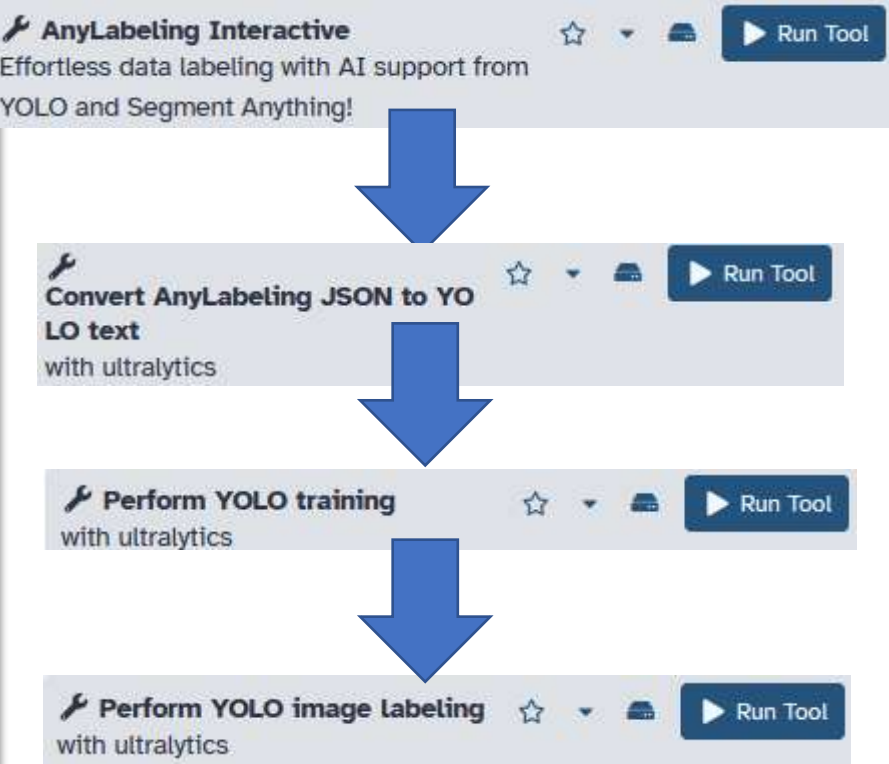 AnyLabeling Interactive
Run Tool
Effortless data labeling with AI support from
YOLO and Segment Anything!
Run Tool
Convert AnyLabeling JSON to YO
LO text
with ultralytics
Perform YOLO training
Run Tool
with ultralytics
Perform YOLO image labeling
Run Tool
with ultralytics